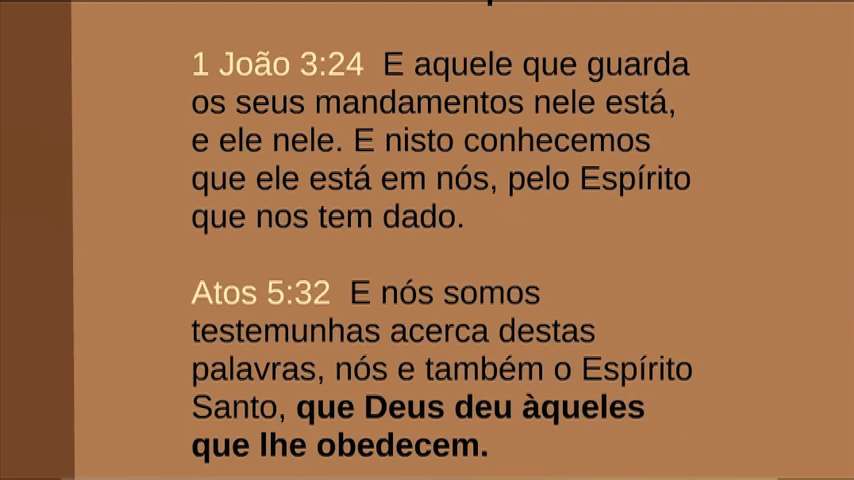 1 João 3:24 E aquele que guarda
os seus mandamentos nele está,
e ele nele. E nisto conhecemos
que ele está em nós, pelo Espírito
que nos tem dado.
Atos 5:32 E nós somos
testemunhas acerca destas
palavras, nós e também o Espírito
Santo, que Deus deu àqueles
que lhe obedecem.